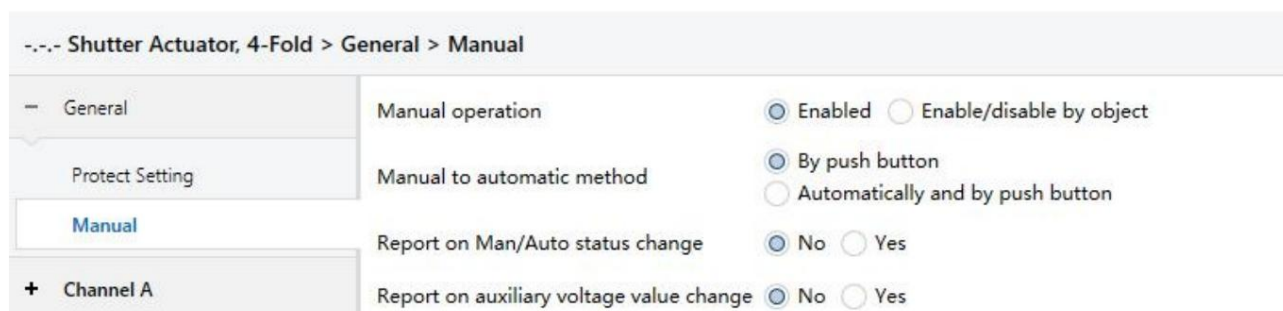 -.-.- Shutter Actuator, 4-Fold > General > Manual
− General
Protect Setting
Manual
+ Channel A
Manual operation Enabled Enable/disable by object
Manual to automatic method By push button
Automatically and by push button
Report on Man/Auto status change No Yes
Report on auxiliary voltage value change No Yes